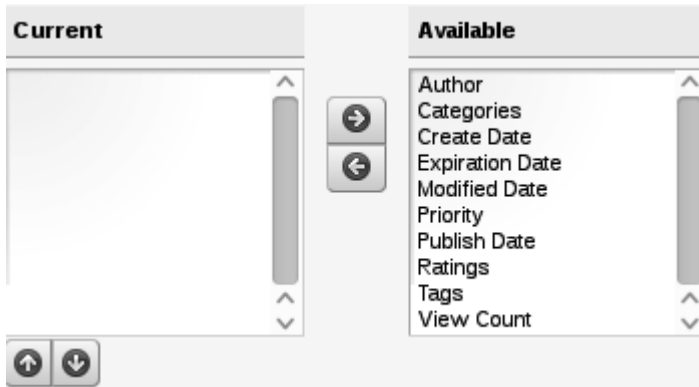 Current
Available
Author
Categories
Create Date
Expiration Date
Modified Date
Priority
Publish Date
Ratings
Tags
View Count